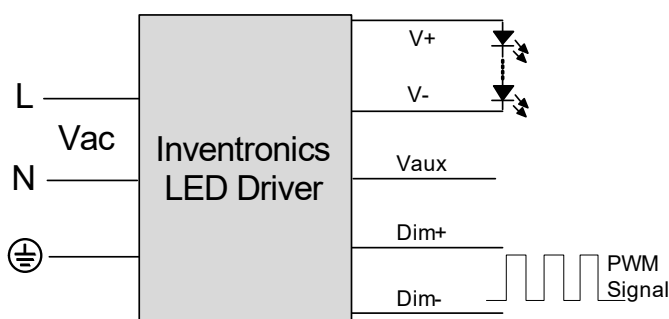 L
Vac
N
Inventronics
LED Driver
V+
V-
Vaux
Dim+
Dim-
PWM
Signal